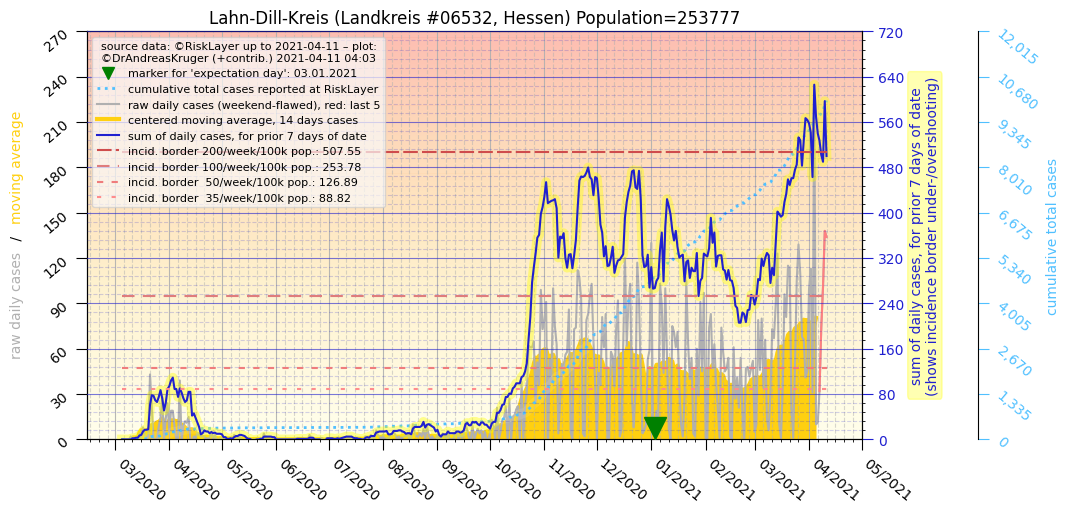 Lahn-Dill-Kreis (Landkreis #06532, Hessen) Population=253777
source data: ©RiskLayer up to 2021-04-11 – plot:
©DrAndreasKruger (+contrib.) 2021-04-11 04:03
marker for 'expectation day': 03.01.2021
cumulative total cases reported at RiskLayer
raw daily cases (weekend-flawed), red: last 5
centered moving average, 14 days cases
sum of daily cases, for prior 7 days of date
incid. border 200/week/100k pop.: 507.55
incid. border 100/week/100k pop.: 253.78
incid. border  50/week/100k pop.: 126.89
incid. border  35/week/100k pop.: 88.82
raw daily cases / moving average
270
240
210
180
150
120
90
60
30
0
03/2020
04/2020
05/2020
06/2020
07/2020
08/2020
09/2020
10/2020
11/2020
12/2020
01/2021
02/2021
03/2021
04/2021
05/2021
720
640
560
480
400
320
240
160
80
0
sum of daily cases, for prior 7 days of date
(shows incidence border under-/overshooting)
12,015
10,680
9,345
8,010
6,675
5,340
4,005
2,670
1,335
0
cumulative total cases